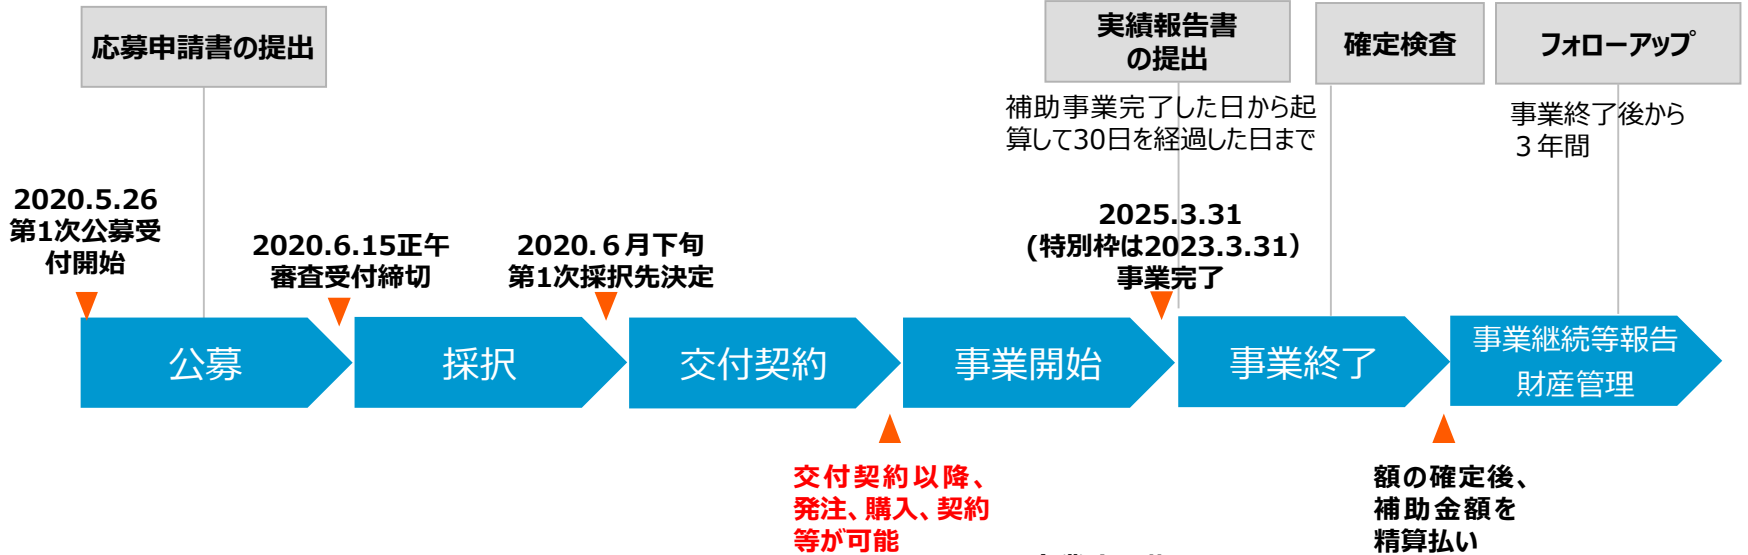 応募申請書の提出
実績報告書
の提出
確定検査
フォローアップ
補助事業完了した日から起
算して30日を経過した日まで
事業終了後から
３年間
2020.5.26
第1次公募受
付開始
2020.6.15正午
審査受付締切
2020.６月下旬
第1次採択先決定
2025.3.31
(特別枠は2023.3.31）
事業完了
公募
採択
交付契約
事業開始
事業終了
事業継続等報告
財産管理
交付契約以降、
発注、購入、契約
等が可能
額の確定後、
補助金額を
精算払い